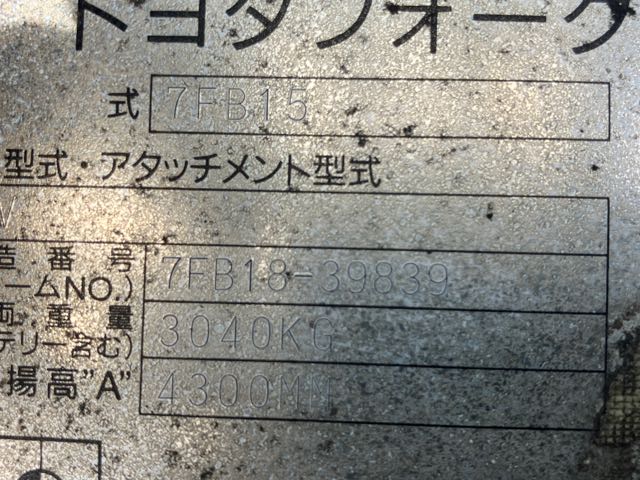 トヨタフォーク
式 7FB15
型式・アタッチメント型式
V
造番号 7FB18-39839
ームNO.)
両重量 3040KG
テリー含む)
揚高"A" 4300MM